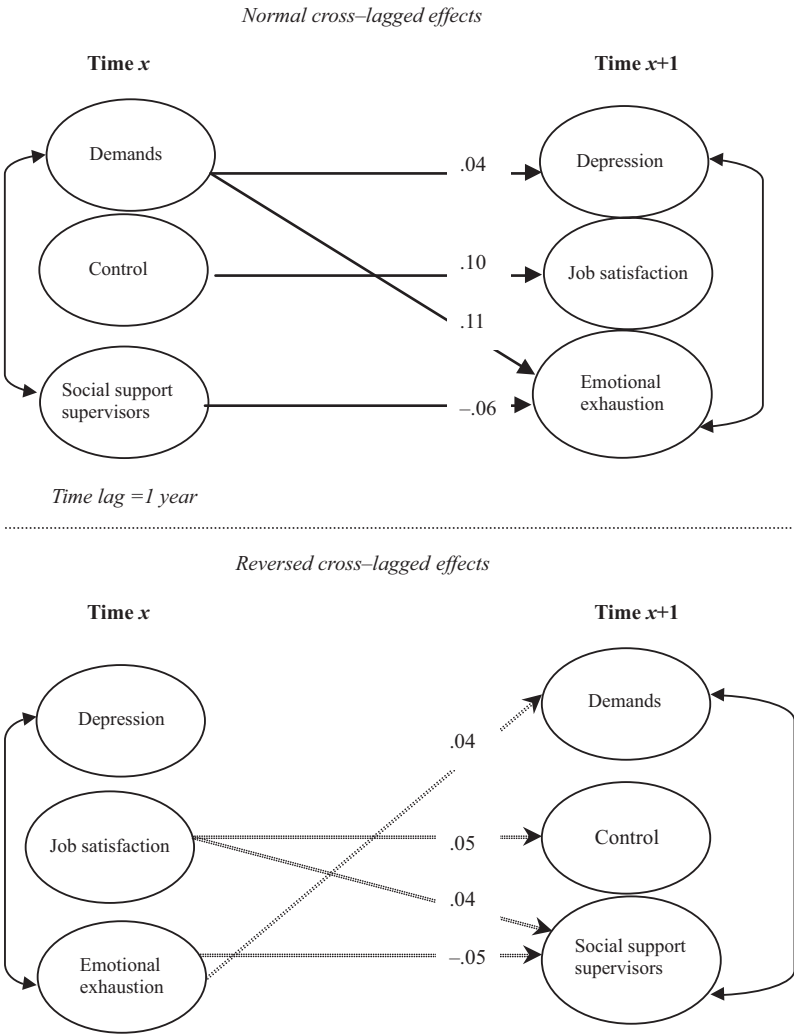 Normal cross–lagged effects
Time x
Time x+1
Demands
.04
Depression
Control
.10
Job satisfaction
.11
Social support
supervisors
–.06
Emotional
exhaustion
Time lag =1 year
Reversed cross–lagged effects
Time x
Time x+1
Depression
.04
Demands
Job satisfaction
.05
Control
.04
Emotional
exhaustion
–.05
Social support
supervisors